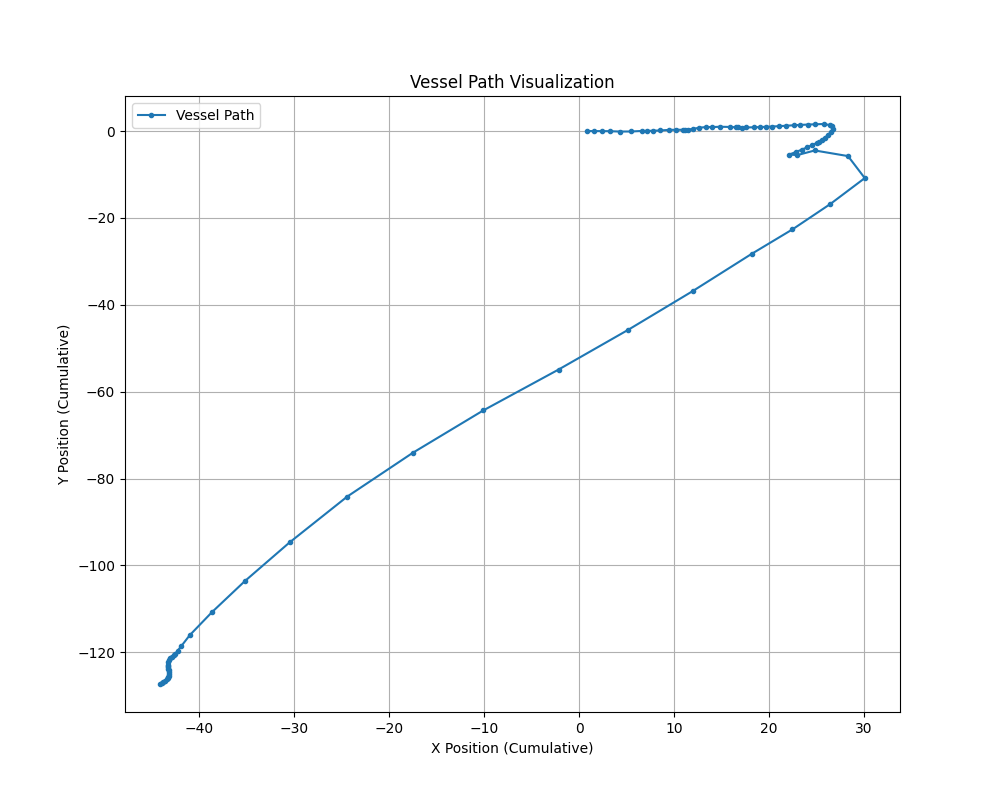 Vessel Path Visualization
Vessel Path
0
−20
−40
−60
−80
−100
−120
Y Position (Cumulative)
−40 −30 −20 −10 0 10 20 30
X Position (Cumulative)